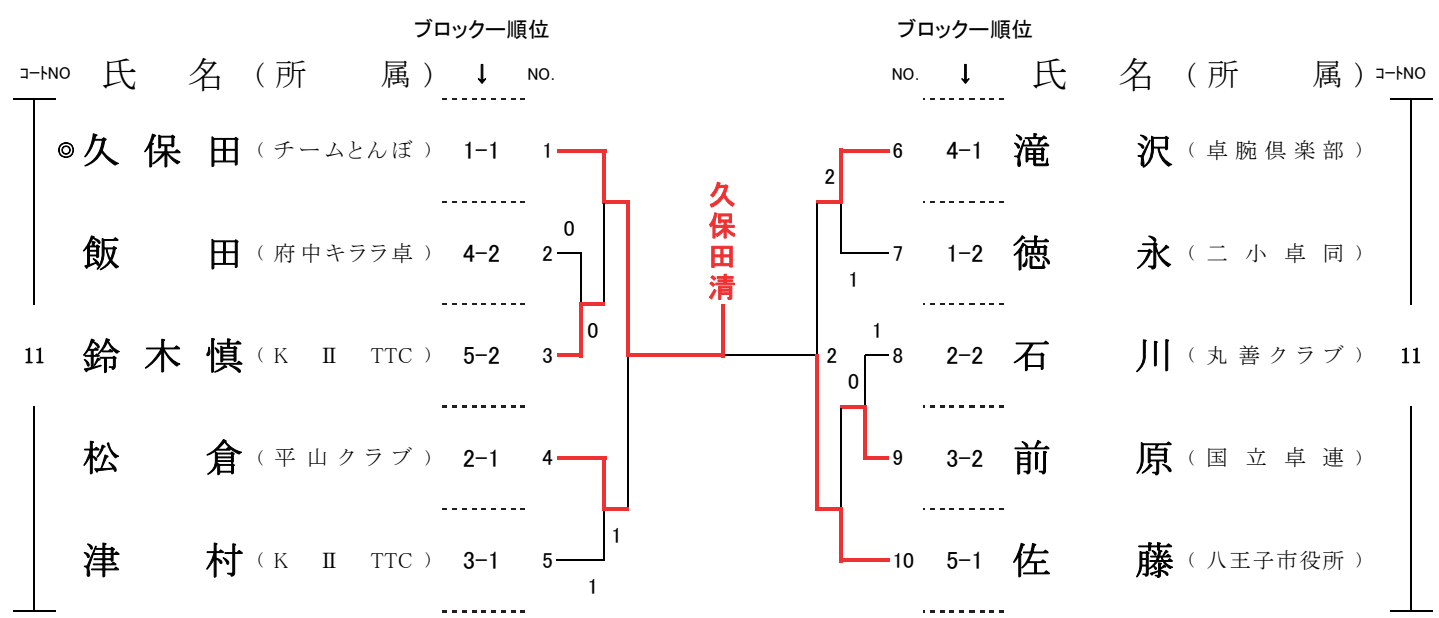 ブロック―順位 ブロック―順位
コートNO 氏 名 (所 属) ↓ NO. NO. ↓ 氏 名 (所 属) コートNO
◎ 久保田 (チームとんぼ) 1-1 1 6 4-1 滝沢 (卓腕倶楽部)
2
久保田清
0
飯田 (府中キララ卓) 4-2 2 7 1-2 徳永 (二小卓同)
1
0 1
11 鈴木慎 (K Ⅱ TTC) 5-2 3 2 8 2-2 石川 (丸善クラブ) 11
0
松倉 (平山クラブ) 2-1 4 9 3-2 前原 (国立卓連)
1
津村 (K Ⅱ TTC) 3-1 5 10 5-1 佐藤 (八王子市役所)
1